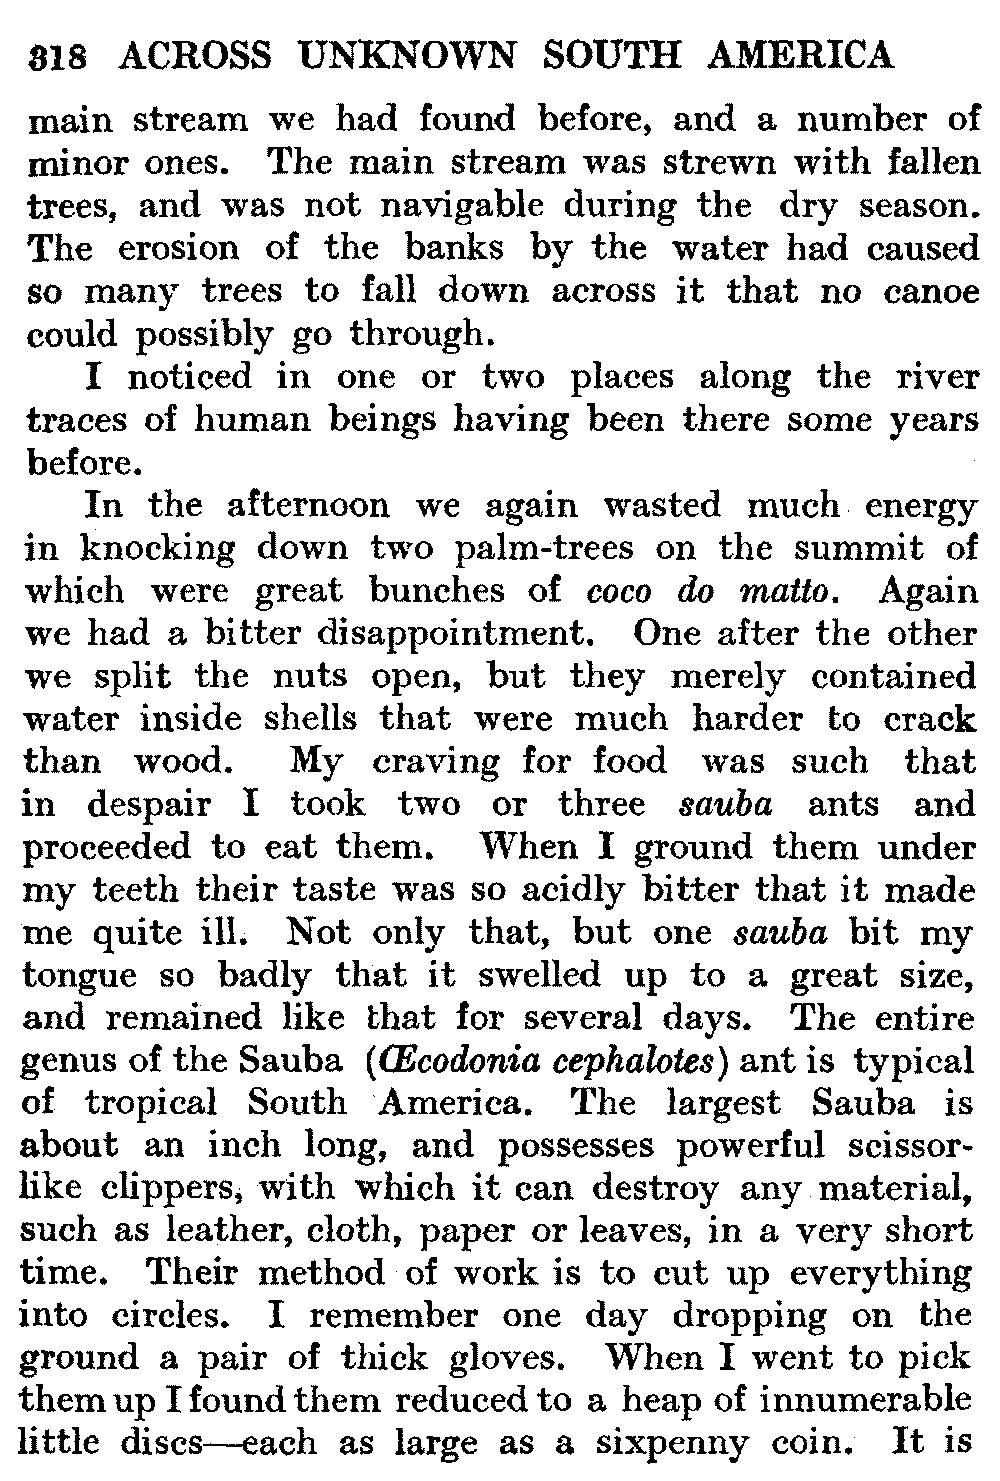 318 ACROSS UNKNOWN SOUTH AMERICA
main stream we had found before, and a number of
minor ones. The main stream was strewn with fallen
trees, and was not navigable during the dry season.
The erosion of the banks by the water had caused
so many trees to fall down across it that no canoe
could possibly go through.
I noticed in one or two places along the river
traces of human beings having been there some years
before.
In the afternoon we again wasted much energy
in knocking down two palm-trees on the summit of
which were great bunches of coco do matto. Again
we had a bitter disappointment. One after the other
we split the nuts open, but they merely contained
water inside shells that were much harder to crack
than wood. My craving for food was such that
in despair I took two or three sauba ants and
proceeded to eat them. When I ground them under
my teeth their taste was so acidly bitter that it made
me quite ill. Not only that, but one sauba bit my
tongue so badly that it swelled up to a great size,
and remained like that for several days. The entire
genus of the Sauba (Œcodonia cephalotes) ant is typical
of tropical South America. The largest Sauba is
about an inch long, and possesses powerful scissor-
like clippers, with which it can destroy any material,
such as leather, cloth, paper or leaves, in a very short
time. Their method of work is to cut up everything
into circles. I remember one day dropping on the
ground a pair of thick gloves. When I went to pick
them up I found them reduced to a heap of innumerable
little discs—each as large as a sixpenny coin. It is